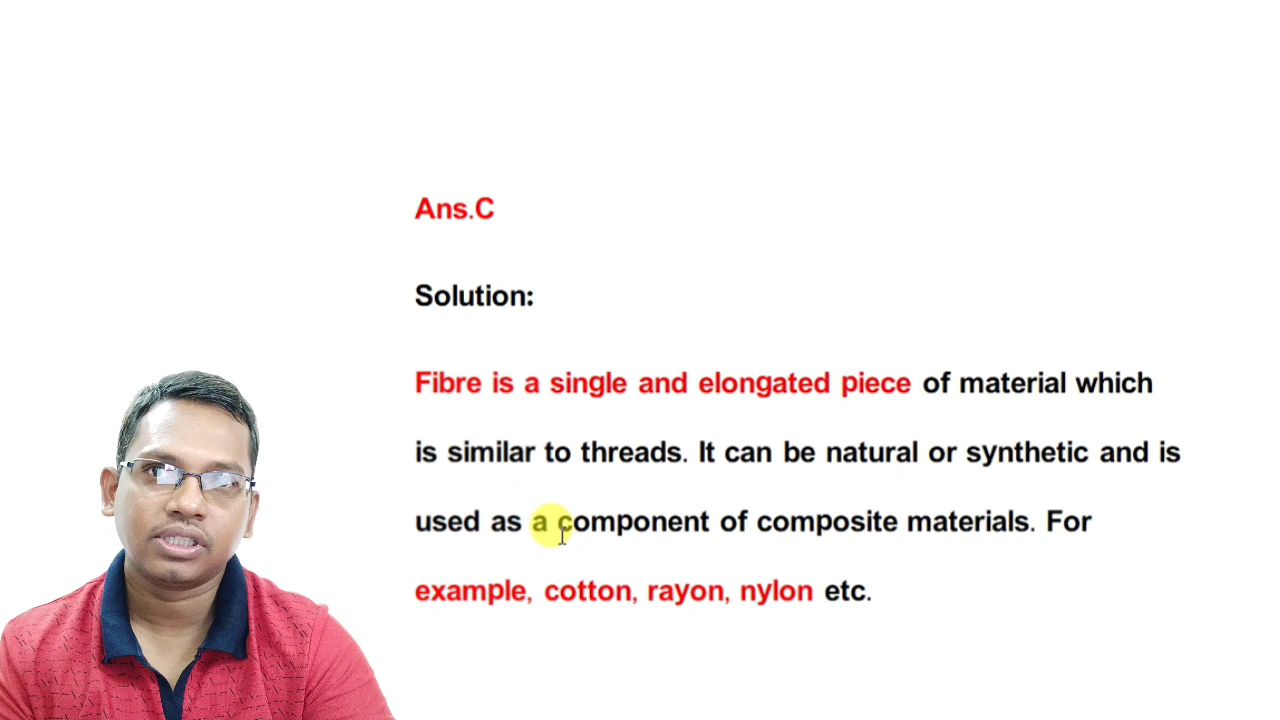 Ans.C
Solution:
Fibre is a single and elongated piece of material which
is similar to threads. It can be natural or synthetic and is
used as a component of composite materials. For
example, cotton, rayon, nylon etc.